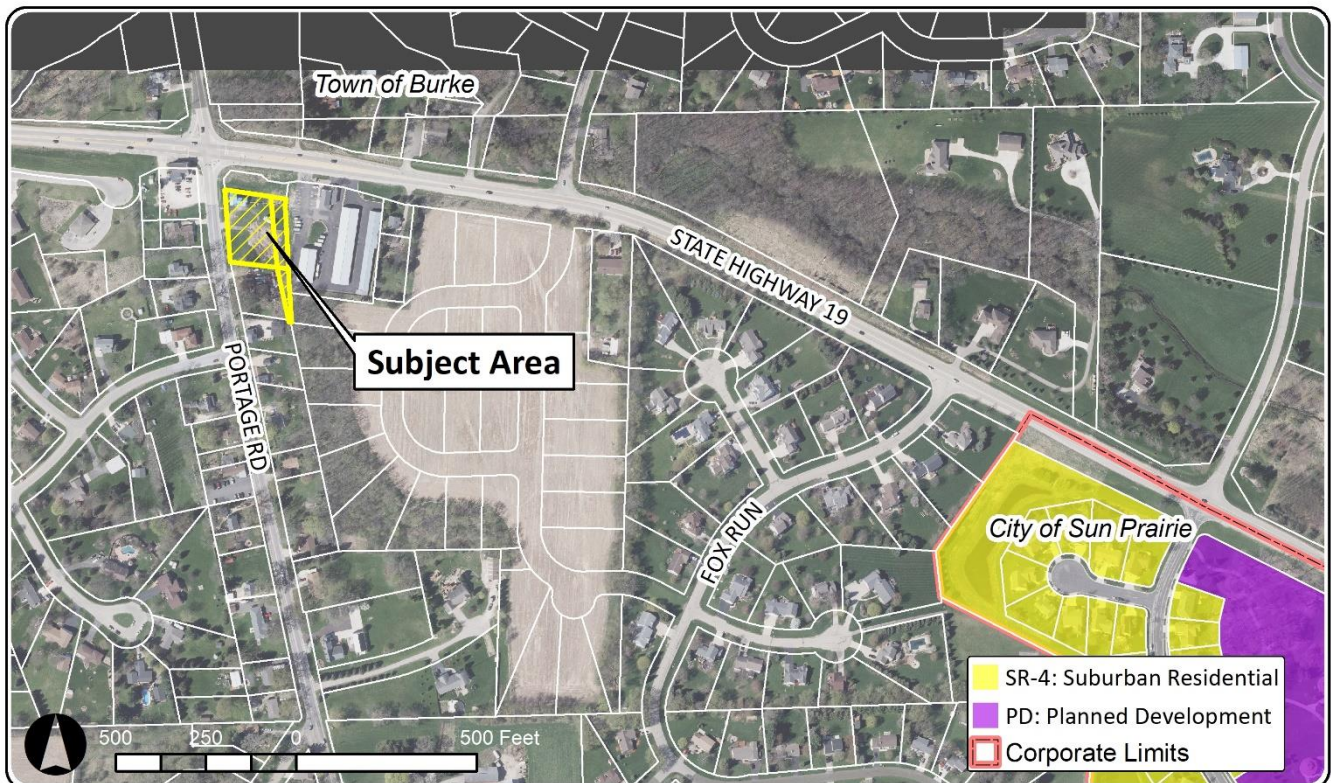 Town of Burke
STATE HIGHWAY 19
Subject Area
PORTAGE RD
FOX RUN
City of Sun Prairie
SR-4: Suburban Residential
PD: Planned Development
Corporate Limits
500 250 0 500 Feet